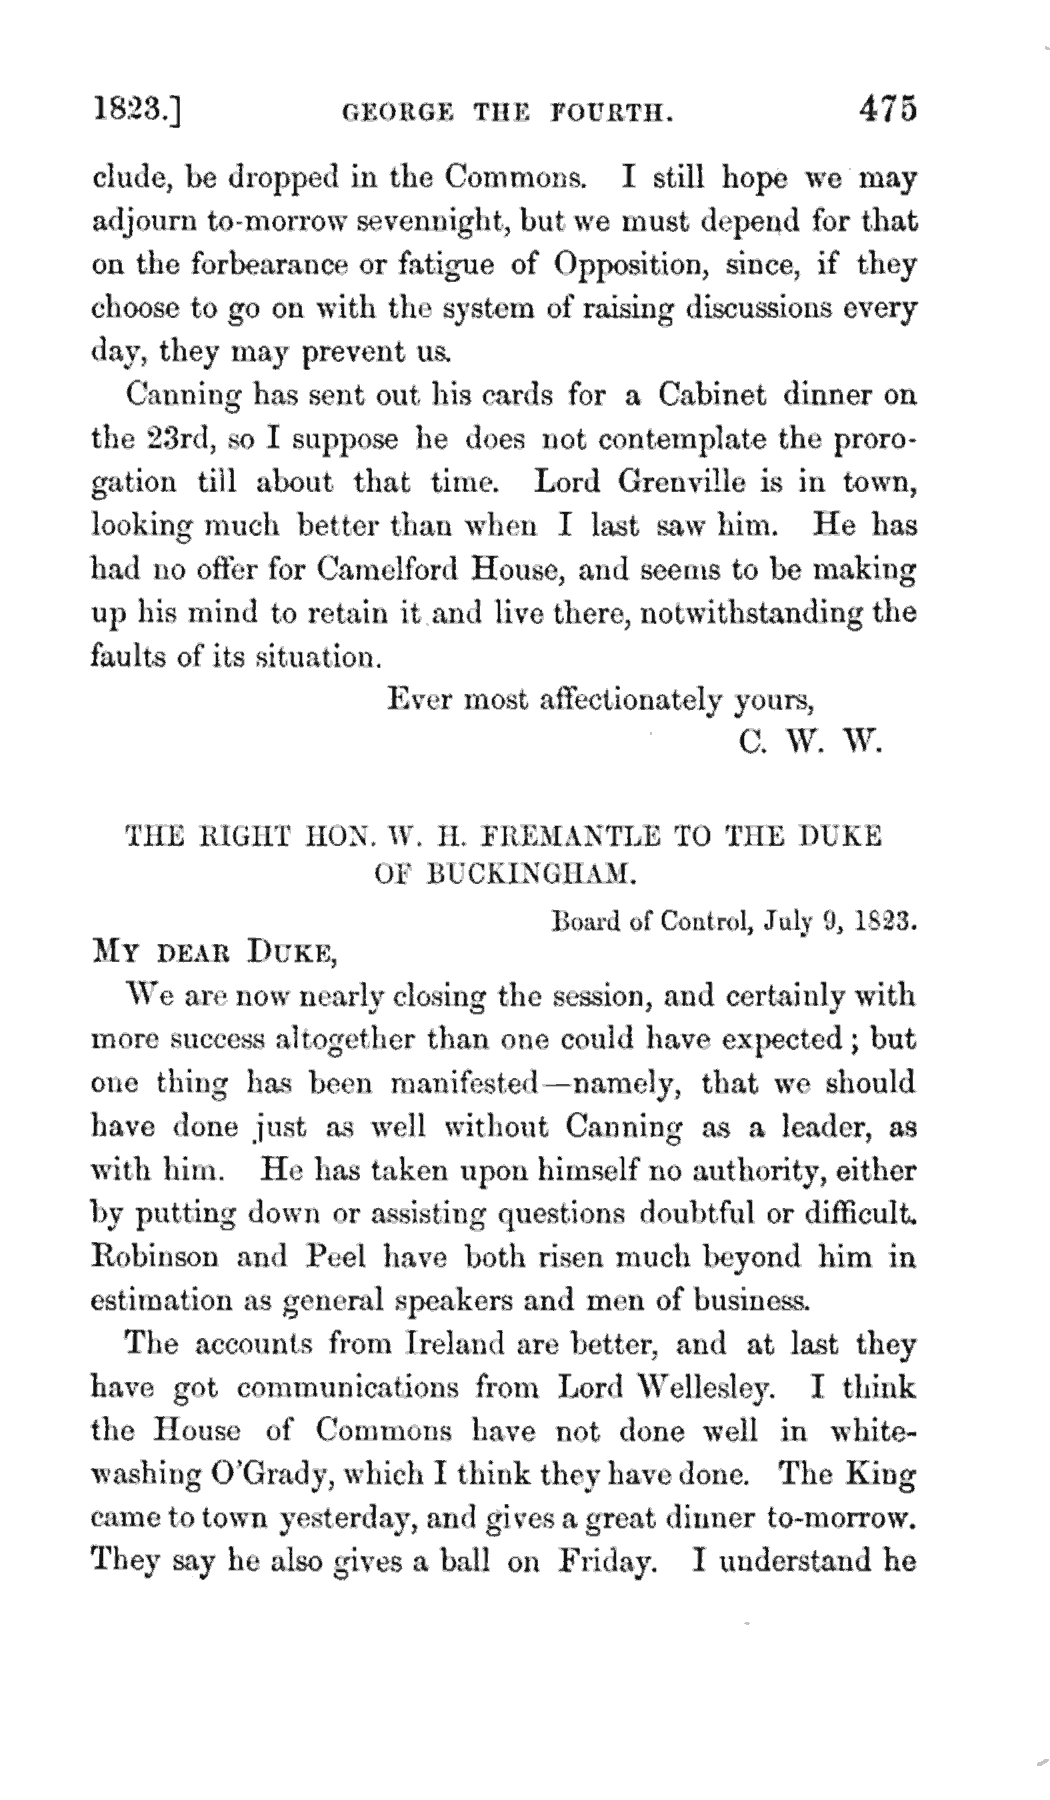 1823.] GEORGE THE FOURTH. 475
clude, be dropped in the Commons. I still hope we may
adjourn to-morrow sevennight, but we must depend for that
on the forbearance or fatigue of Opposition, since, if they
choose to go on with the system of raising discussions every
day, they may prevent us.
Canning has sent out his cards for a Cabinet dinner on
the 23rd, so I suppose he does not contemplate the proro-
gation till about that time. Lord Grenville is in town,
looking much better than when I last saw him. He has
had no offer for Camelford House, and seems to be making
up his mind to retain it and live there, notwithstanding the
faults of its situation.
Ever most affectionately yours,
C. W. W.
THE RIGHT HON. W. H. FREMANTLE TO THE DUKE
OF BUCKINGHAM.
Board of Control, July 9, 1823.
MY DEAR DUKE,
We are now nearly closing the session, and certainly with
more success altogether than one could have expected; but
one thing has been manifested—namely, that we should
have done just as well without Canning as a leader, as
with him. He has taken upon himself no authority, either
by putting down or assisting questions doubtful or difficult.
Robinson and Peel have both risen much beyond him in
estimation as general speakers and men of business.
The accounts from Ireland are better, and at last they
have got communications from Lord Wellesley. I think
the House of Commons have not done well in white-
washing O'Grady, which I think they have done. The King
came to town yesterday, and gives a great dinner to-morrow.
They say he also gives a ball on Friday. I understand he